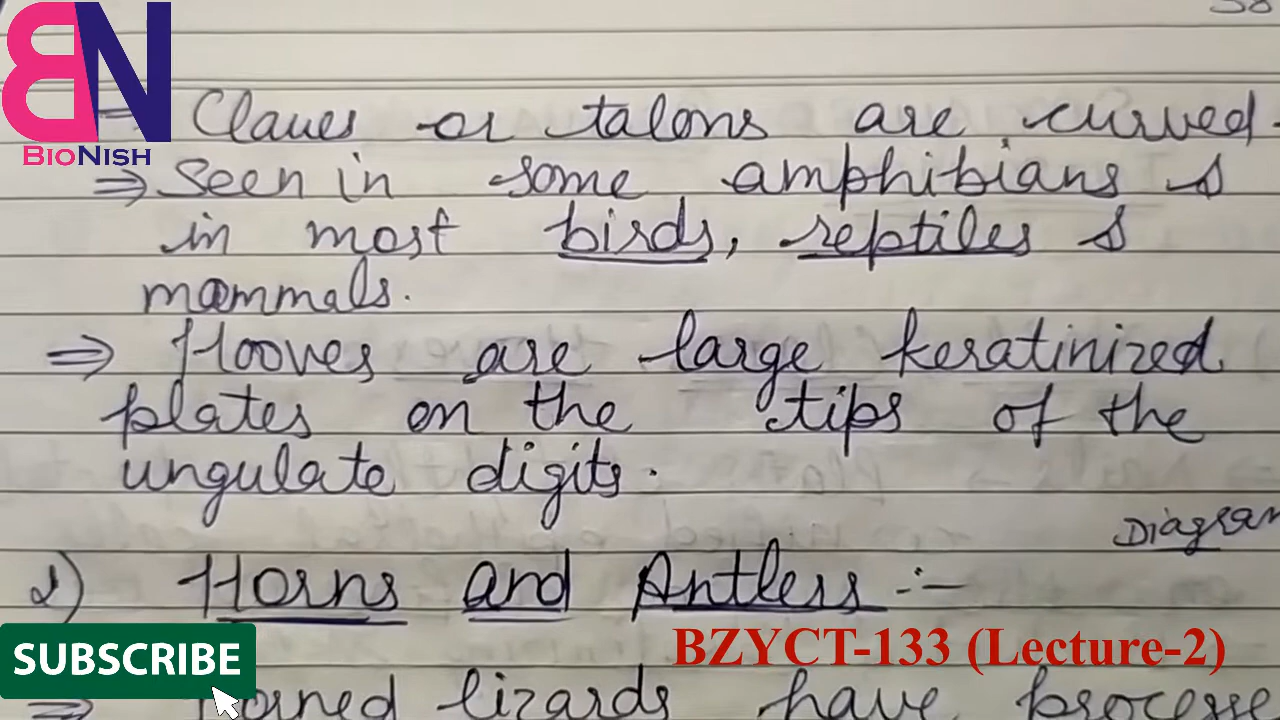 38
BN
BIONISH
→ Claues or talons are curved.
⇒ Seen in some amphibians &
in most birds, reptiles &
mammals.
⇒ Hooves are large keratinized
plates on the tips of the
ungulate digits.
Diagram
2) Horns and Antlers :-
BZYCT-133 (Lecture-2)
SUBSCRIBE
⇒ Horned lizards have processe